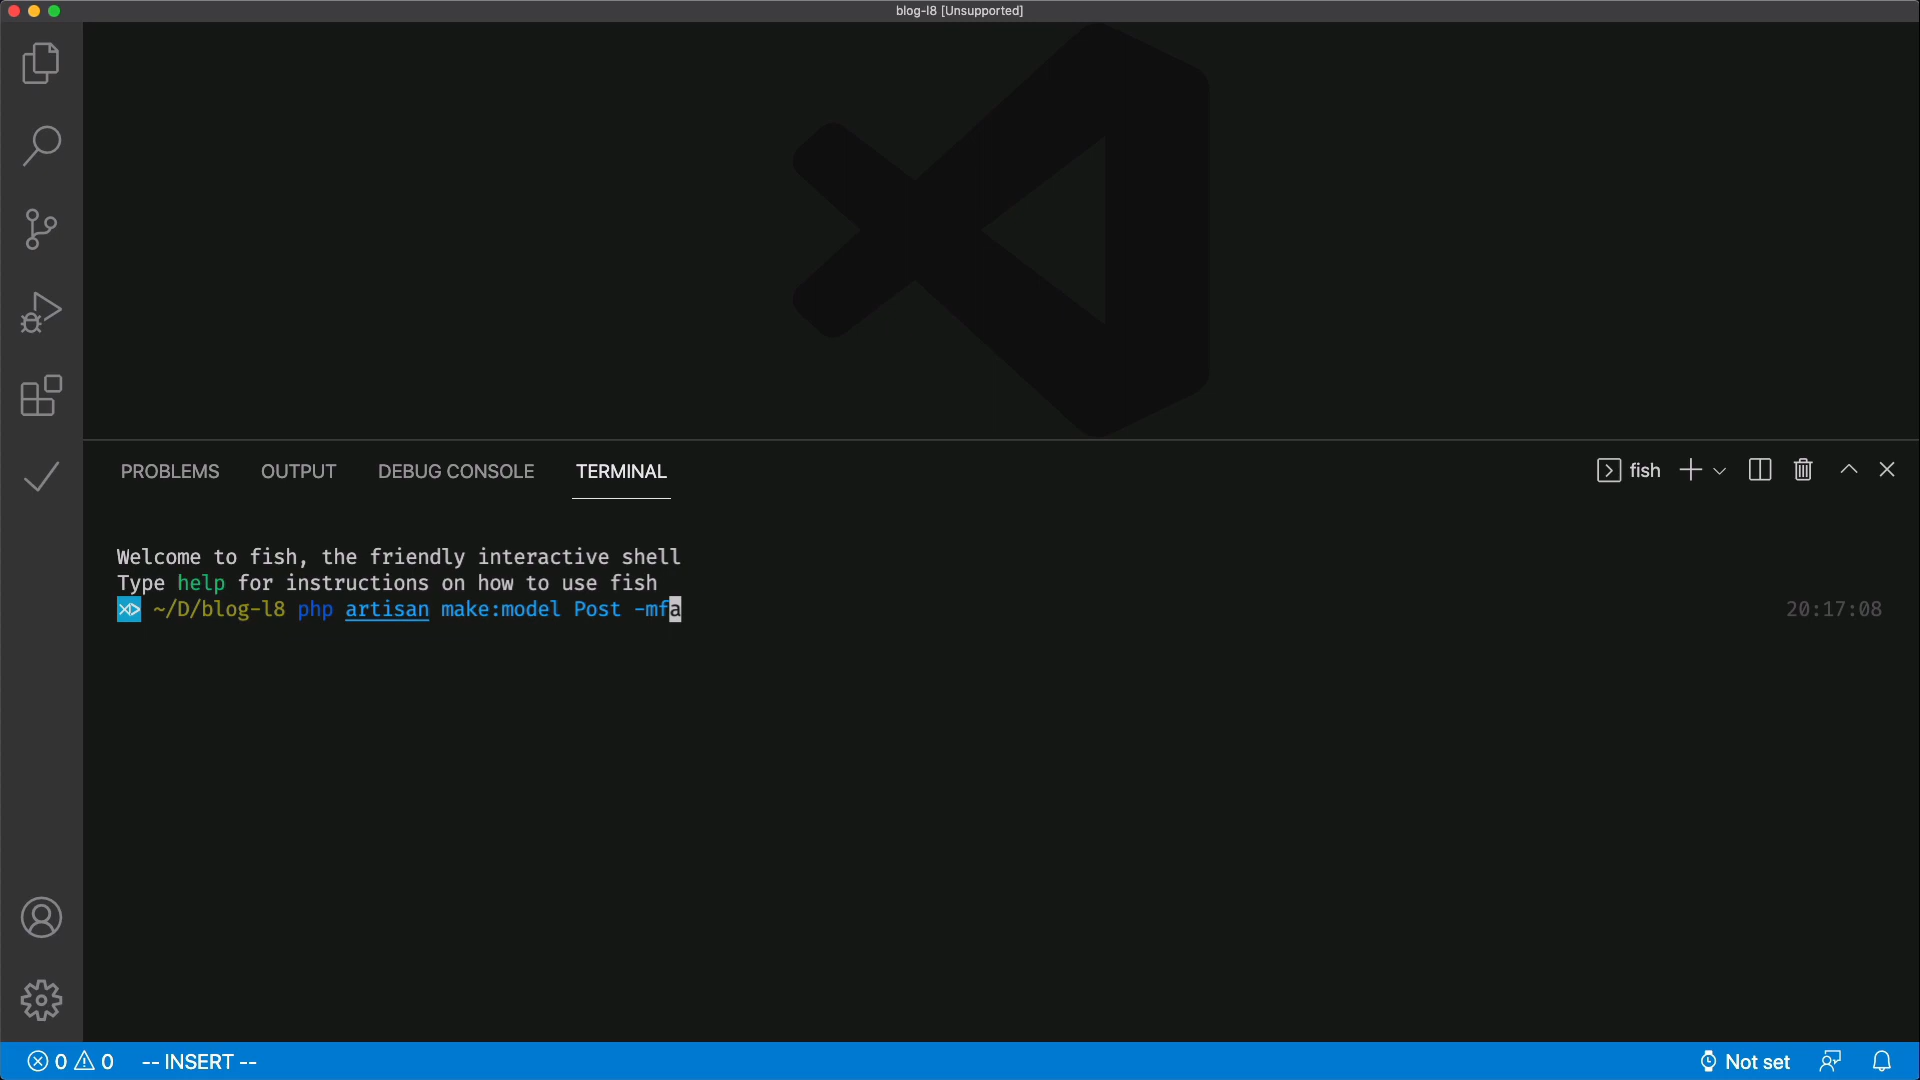 blog-l8 [Unsupported]
PROBLEMS OUTPUT DEBUG CONSOLE TERMINAL fish
Welcome to fish, the friendly interactive shell
Type help for instructions on how to use fish
~/D/blog-l8 php artisan make:model Post -mfa 20:17:08
0 0 -- INSERT -- Not set